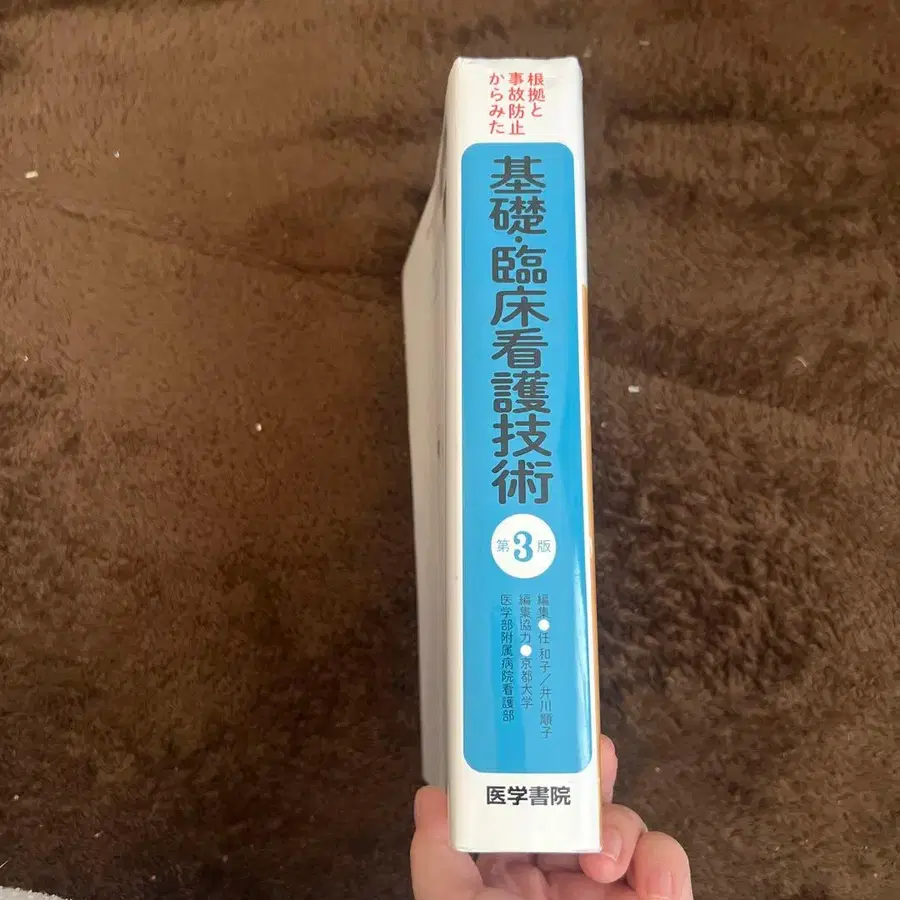 根拠と
事故防止
からみた
基礎・臨床看護技術
第3版
編集●任 和子／井川順子
編集協力●京都大学
医学部附属病院看護部
医学書院